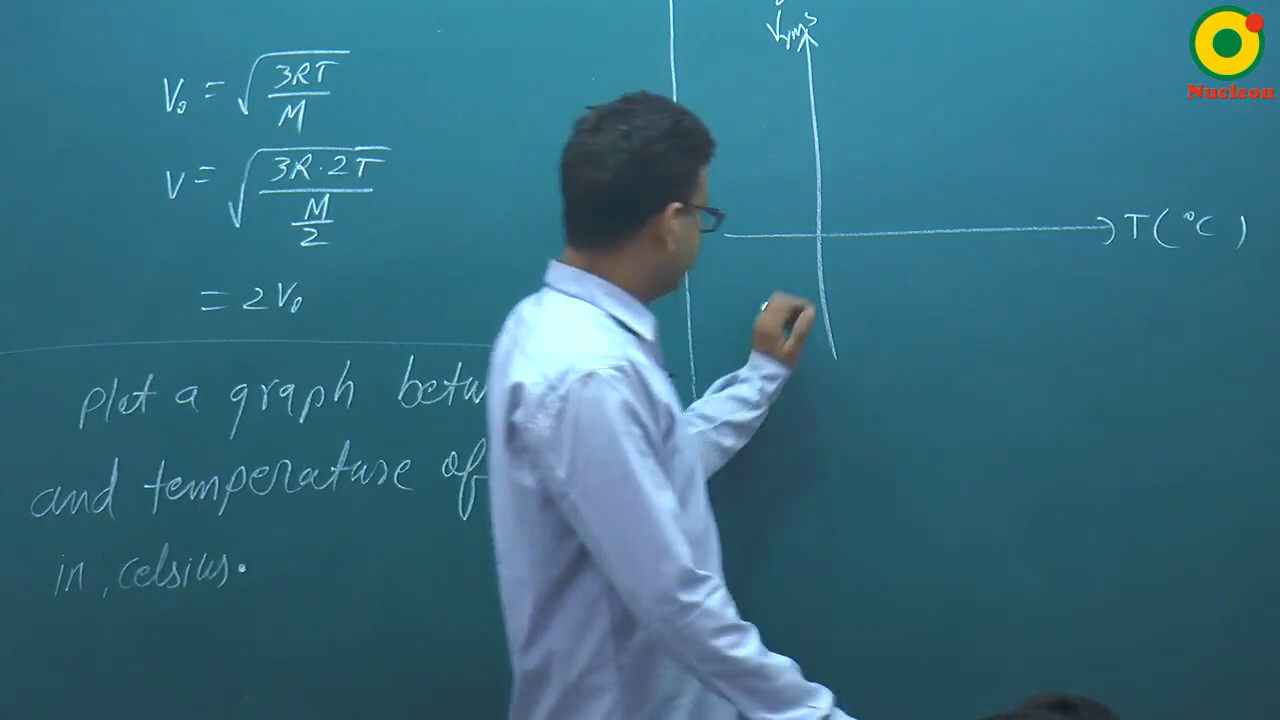 V₀ = √(3RT/M)
V = √(3R·2T/(M/2))
= 2V₀
plot a graph betw
and temperature of
in celsius.
Vrms
T(°C)
Nucleon